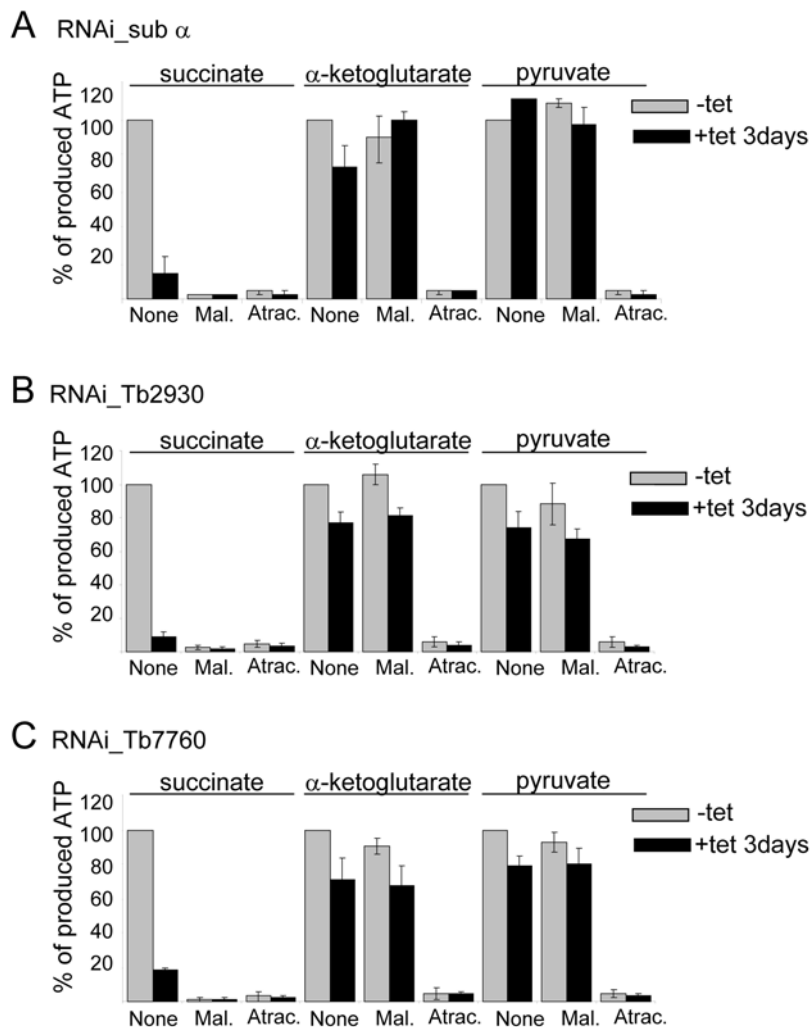 A RNAi_sub α
succinate α-ketoglutarate pyruvate
% of produced ATP
120
100
80
60
40
20
-tet
+tet 3days
None Mal. Atrac. None Mal. Atrac. None Mal. Atrac.
B RNAi_Tb2930
succinate α-ketoglutarate pyruvate
% of produced ATP
120
100
80
60
40
20
-tet
+tet 3days
None Mal. Atrac. None Mal. Atrac. None Mal. Atrac.
C RNAi_Tb7760
succinate α-ketoglutarate pyruvate
% of produced ATP
120
100
80
60
40
20
-tet
+tet 3days
None Mal. Atrac. None Mal. Atrac. None Mal. Atrac.